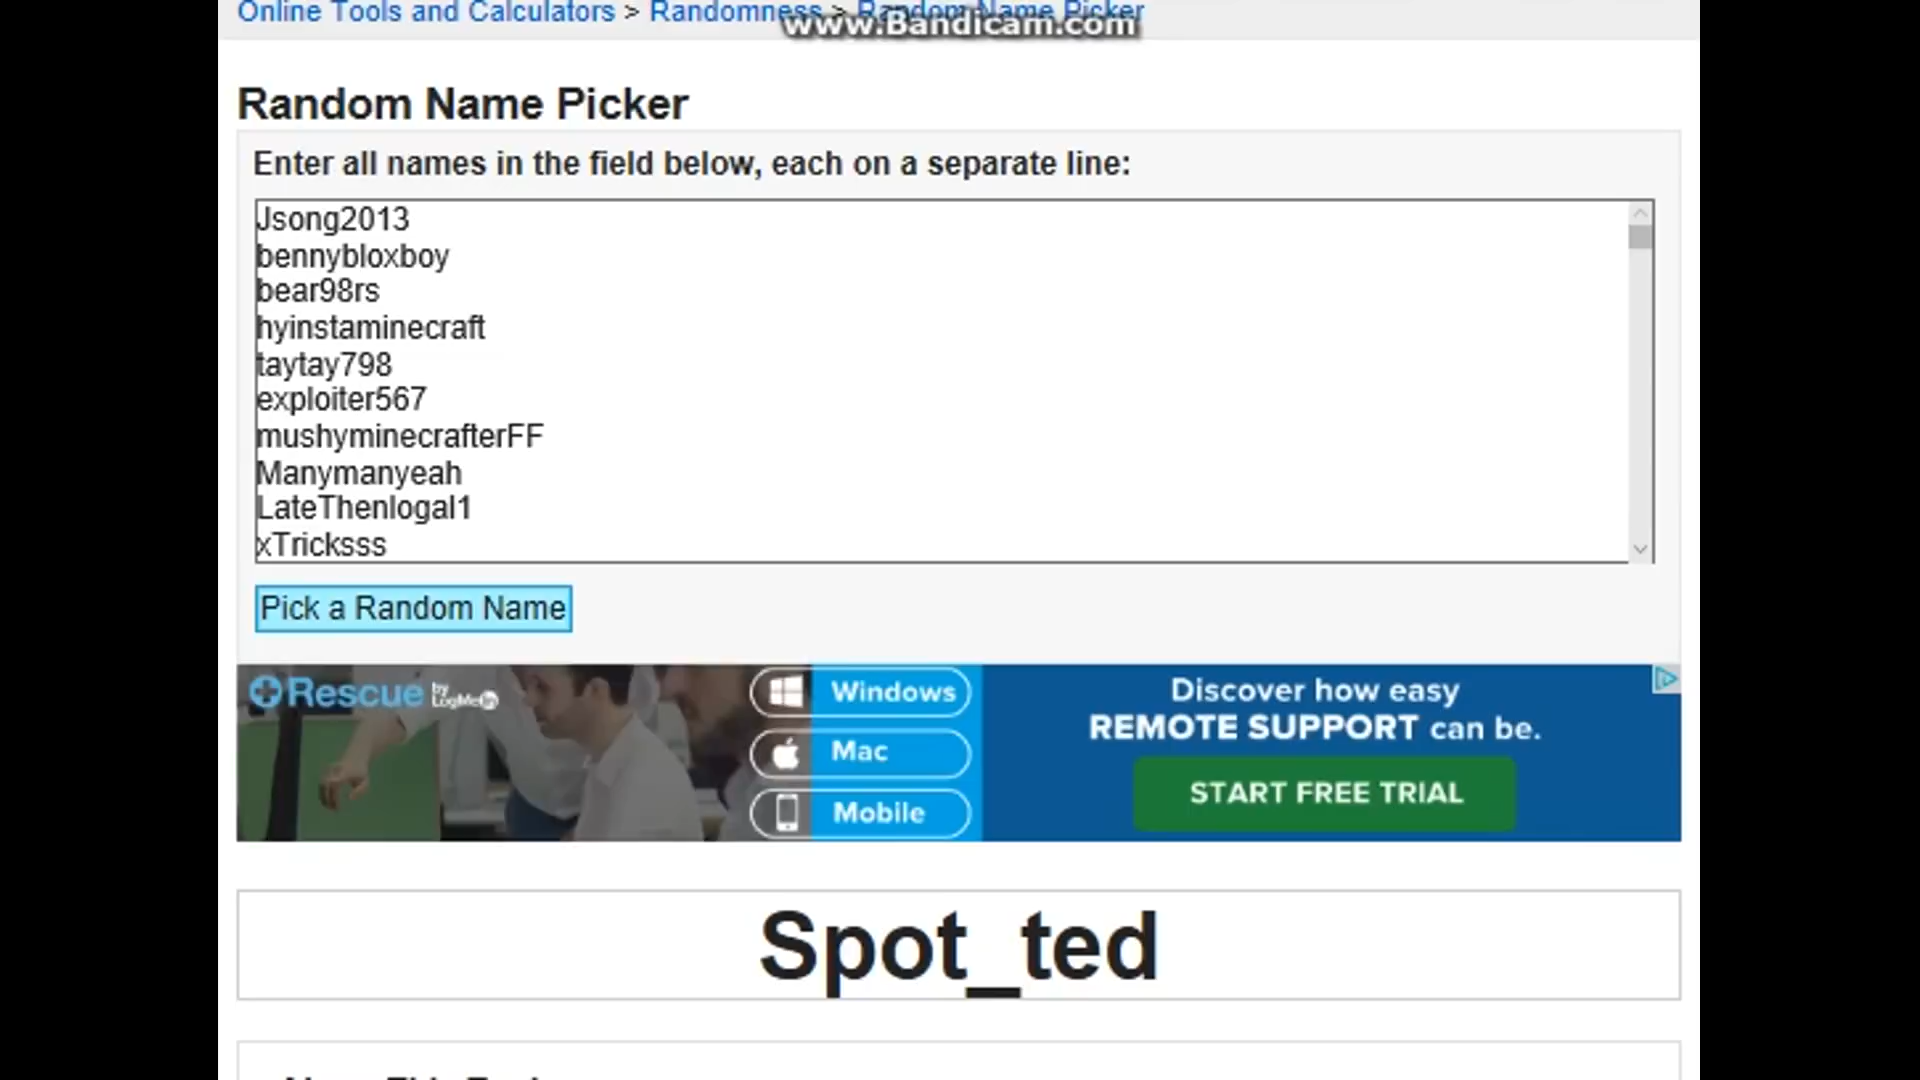 Online Tools and Calculators > Randomness > Random Name Picker
www.Bandicam.com
Random Name Picker
Enter all names in the field below, each on a separate line:
Jsong2013
bennybloxboy
bear98rs
hyinstaminecraft
taytay798
exploiter567
mushyminecrafterFF
Manymanyeah
LateThenlogal1
xTricksss
Pick a Random Name
Rescue by LogMeIn
Windows
Mac
Mobile
Discover how easy
REMOTE SUPPORT can be.
START FREE TRIAL
Spot_ted